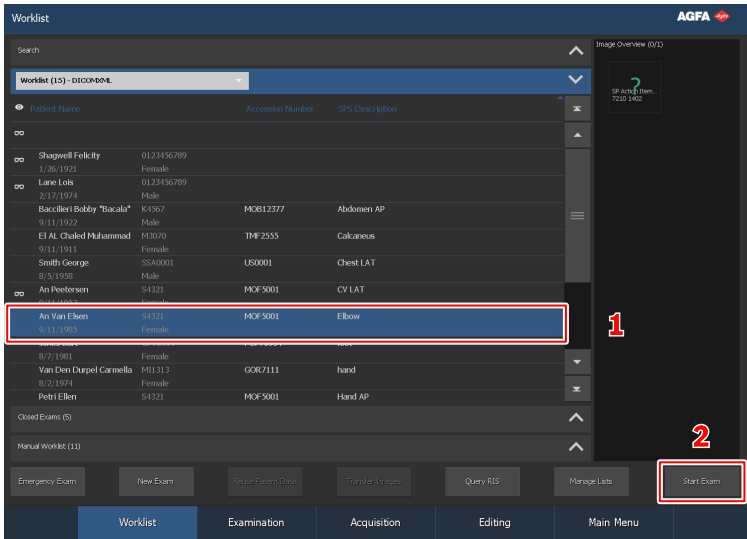 Worklist
AGFA
Search
Image Overview (0/1)
Worklist (15) - DICOMXML
?
SP Action Item...
7210 1402
Patient Name Accession Number SPS Description
Shagwell Felicity 0123456789
1/26/1921 Female
Lane Lois 0123456789
2/17/1974 Male
Baccilieri Bobby "Bacala" K4567 MOB12377 Abdomen AP
9/11/1922 Male
El AL Chaled Muhammad M3070 TMF2555 Calcaneus
9/11/1911 Female
Smith George SSA0001 US0001 Chest LAT
8/5/1958 Male
An Peetersen S4321 MOF5001 CV LAT
An Van Elsen S4321 MOF5001 Elbow
9/11/1985 Female
1
8/7/1981 Female
Van Den Durpel Carmella MI1313 GOR7111 hand
8/2/1974 Female
Petri Ellen S4321 MOF5001 Hand AP
Closed Exams (5)
2
Manual Worklist (11)
Emergency Exam New Exam Reuse Patient Data Transfer Images Query RIS Manage Lists Start Exam
Worklist Examination Acquisition Editing Main Menu